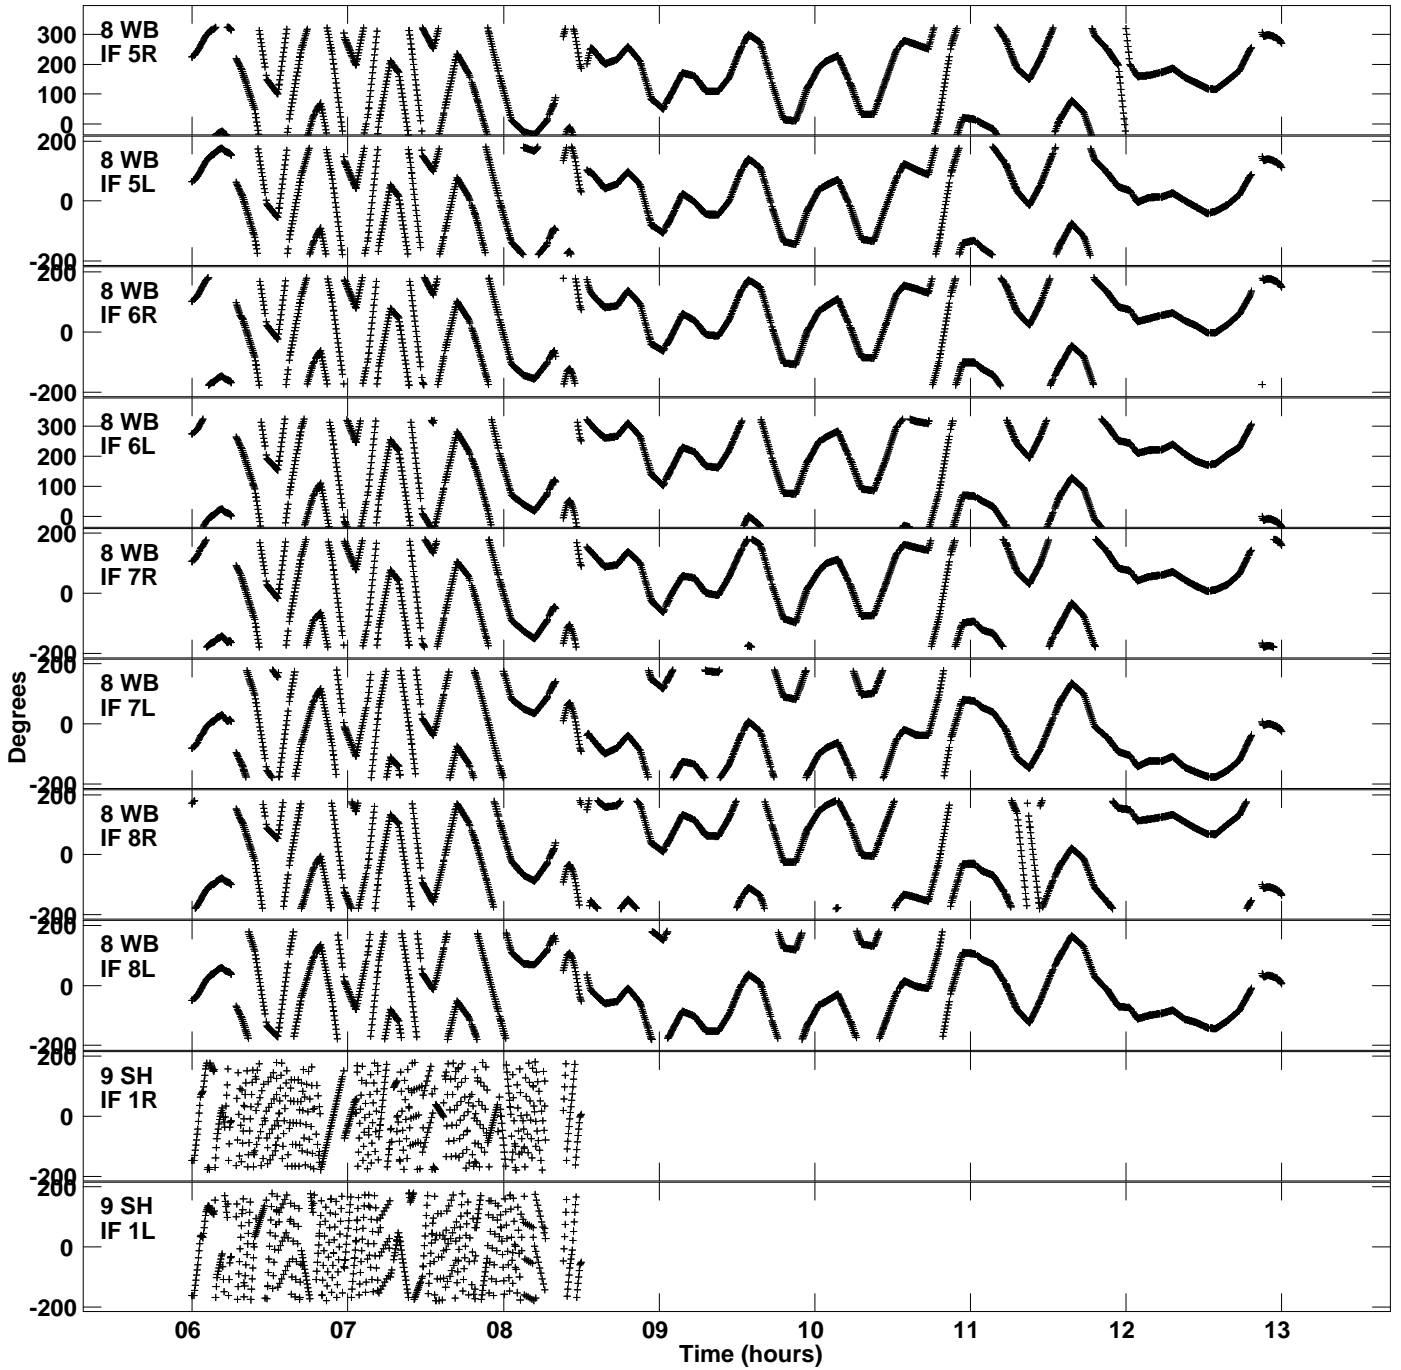 8 WB
IF 5R
300
200
100
0
8 WB
IF 5L
200
0
-200
8 WB
IF 6R
200
0
-200
8 WB
IF 6L
300
200
100
0
8 WB
IF 7R
200
0
-200
8 WB
IF 7L
200
0
-200
8 WB
IF 8R
200
0
-200
8 WB
IF 8L
200
0
-200
9 SH
IF 1R
200
0
-200
9 SH
IF 1L
200
0
-200
Degrees
06 07 08 09 10 11 12 13
Time (hours)